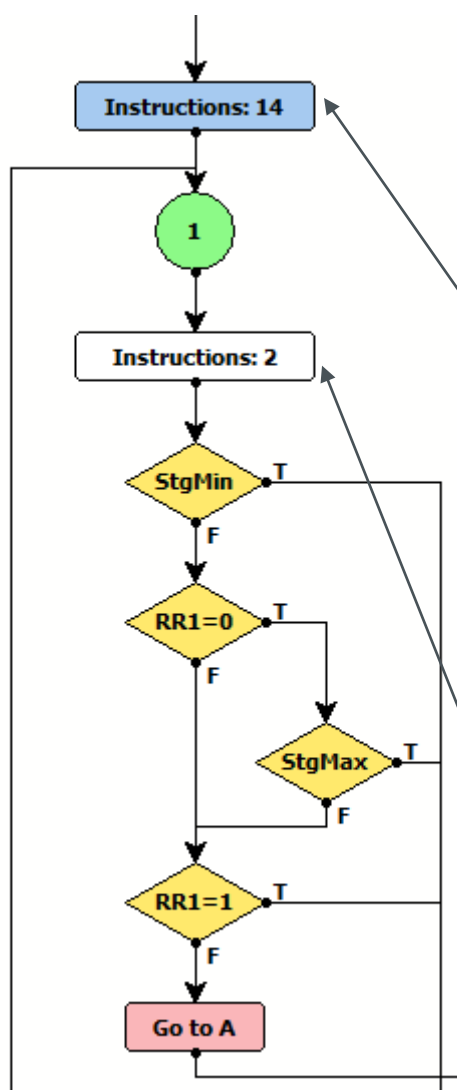 Instructions: 14
1
Instructions: 2
StgMin
T
F
RR1=0
T
F
StgMax
T
F
RR1=1
T
F
Go to A